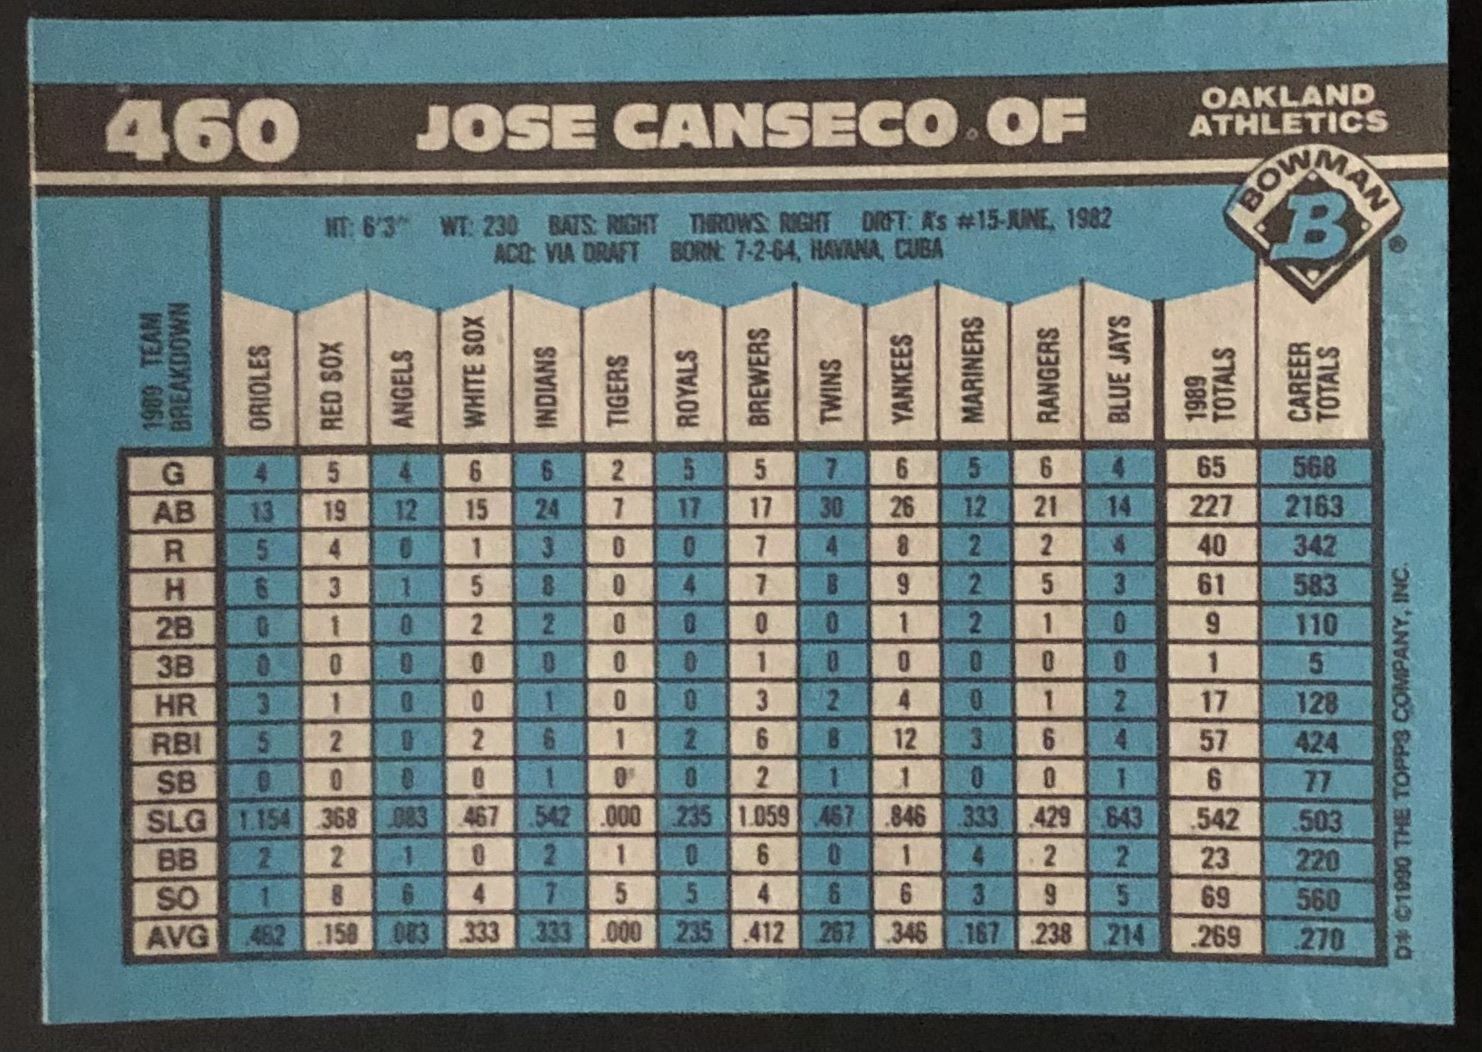 460 JOSE CANSECO • OF OAKLAND ATHLETICS
BOWMAN B ®
HT: 6'3" WT: 230 BATS: RIGHT THROWS: RIGHT DRFT: A's #15-JUNE, 1982
ACQ: VIA DRAFT BORN: 7-2-64, HAVANA, CUBA
1989 TEAM BREAKDOWN ORIOLES RED SOX ANGELS WHITE SOX INDIANS TIGERS ROYALS BREWERS TWINS YANKEES MARINERS RANGERS BLUE JAYS 1989 TOTALS CAREER TOTALS
G 4 5 4 6 6 2 5 5 7 6 5 6 4 65 568
AB 13 19 12 15 24 7 17 17 30 26 12 21 14 227 2163
R 5 4 0 1 3 0 0 7 4 8 2 2 4 40 342
H 6 3 1 5 8 0 4 7 8 9 2 5 3 61 583
2B 0 1 0 2 2 0 0 0 0 1 2 1 0 9 110
3B 0 0 0 0 0 0 0 1 0 0 0 0 0 1 5
HR 3 1 0 0 1 0 0 3 2 4 0 1 2 17 128
RBI 5 2 0 2 6 1 2 6 8 12 3 6 4 57 424
SB 0 0 0 0 1 0 0 2 1 1 0 0 1 6 77
SLG 1.154 .368 .083 .467 .542 .000 .235 1.059 .467 .846 .333 .429 .643 .542 .503
BB 2 2 1 0 2 1 0 6 0 1 4 2 2 23 220
SO 1 8 6 4 7 5 5 4 6 6 3 9 5 69 560
AVG .462 .158 .083 .333 .333 .000 .235 .412 .267 .346 .167 .238 .214 .269 .270
D** ©1990 THE TOPPS COMPANY, INC.